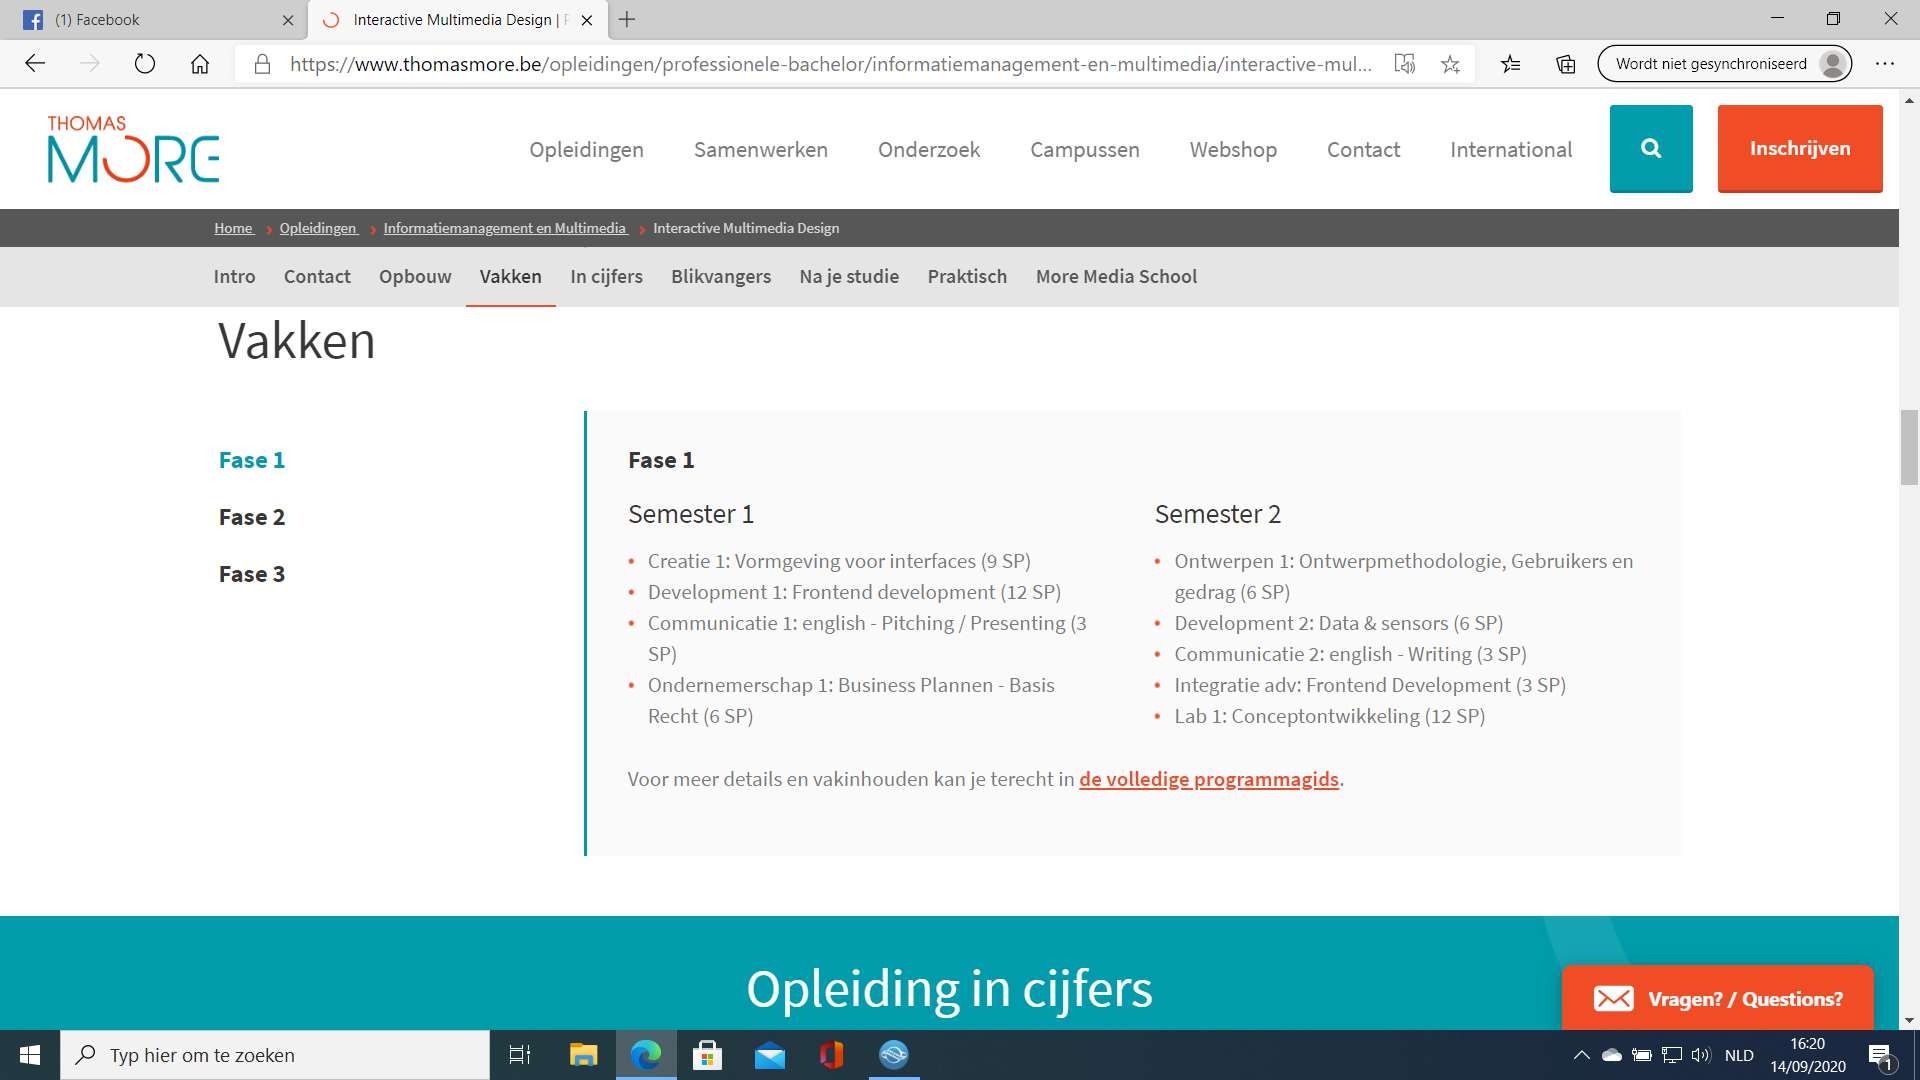 (1) Facebook
Interactive Multimedia Design |
https://www.thomasmore.be/opleidingen/professionele-bachelor/informatiemanagement-en-multimedia/interactive-mul...
Wordt niet gesynchroniseerd
THOMAS
MORE
Opleidingen
Samenwerken
Onderzoek
Campussen
Webshop
Contact
International
Inschrijven
Home
Opleidingen
Informatiemanagement en Multimedia
Interactive Multimedia Design
Intro
Contact
Opbouw
Vakken
In cijfers
Blikvangers
Na je studie
Praktisch
More Media School
Vakken
Fase 1
Fase 2
Fase 3
Fase 1
Semester 1
• Creatie 1: Vormgeving voor interfaces (9 SP)
• Development 1: Frontend development (12 SP)
• Communicatie 1: english - Pitching / Presenting (3
SP)
• Ondernemerschap 1: Business Plannen - Basis
Recht (6 SP)
Semester 2
• Ontwerpen 1: Ontwerpmethodologie, Gebruikers en
gedrag (6 SP)
• Development 2: Data & sensors (6 SP)
• Communicatie 2: english - Writing (3 SP)
• Integratie adv: Frontend Development (3 SP)
• Lab 1: Conceptontwikkeling (12 SP)
Voor meer details en vakinhouden kan je terecht in de volledige programmagids.
Opleiding in cijfers
Vragen? / Questions?
Typ hier om te zoeken
NLD
16:20
14/09/2020
1